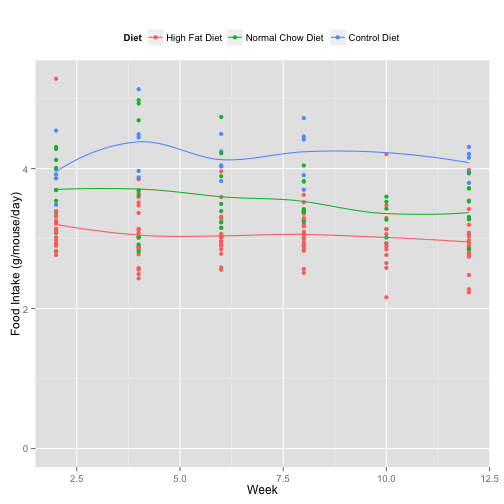 Diet High Fat Diet Normal Chow Diet Control Diet
Food Intake (g/mouse/day)
4
2
0
2.5 5.0 7.5 10.0 12.5
Week